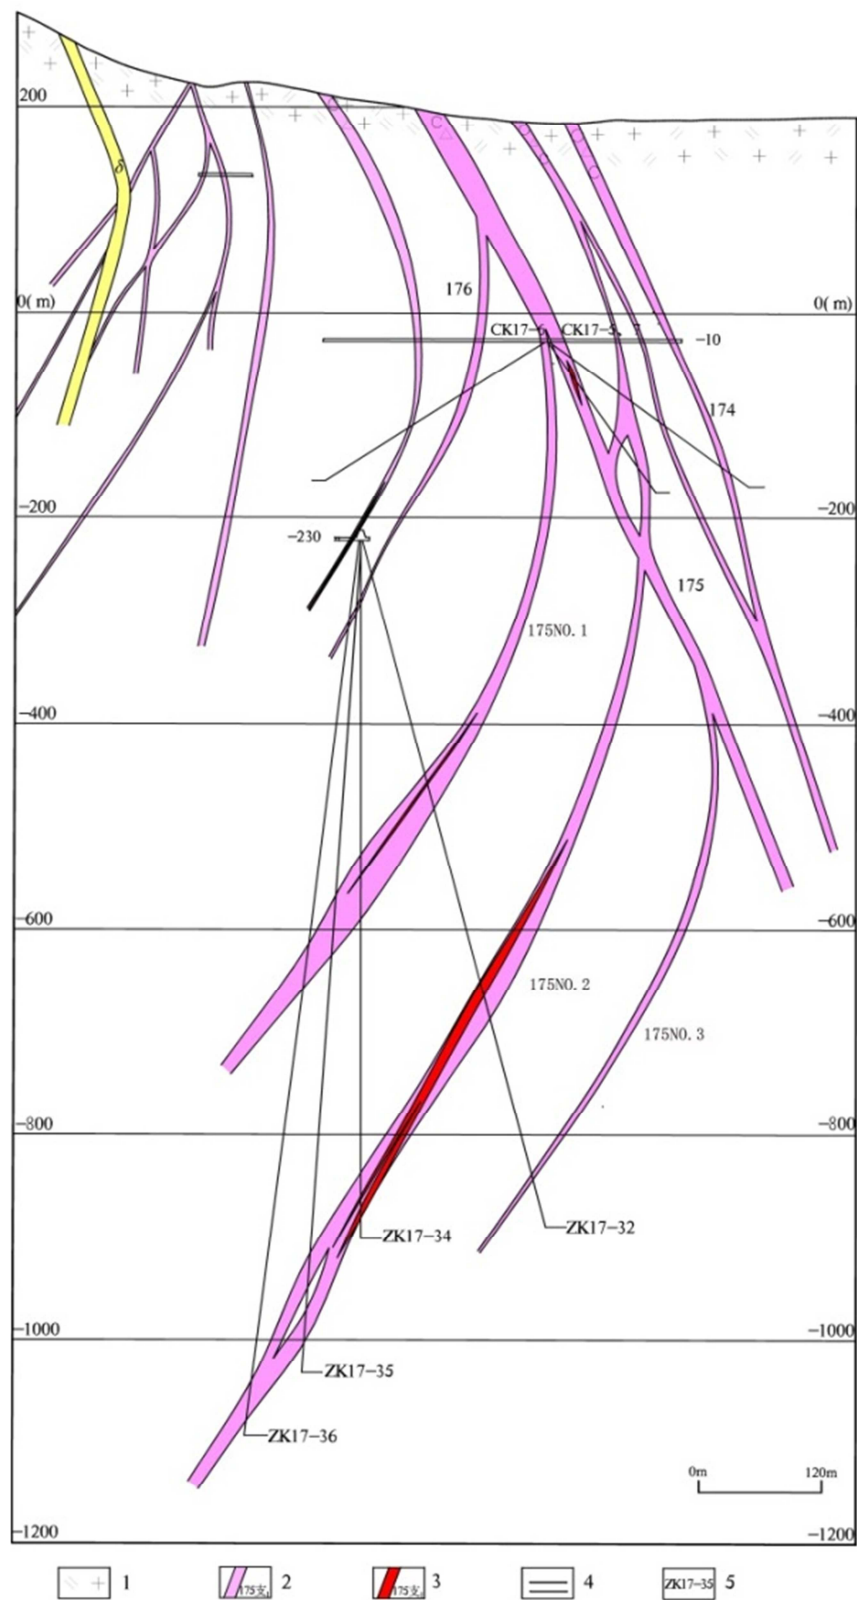 200
δ
176
0( m)
0( m)
CK17-6
CK17-5、7
-10
174
-200
-200
-230
175
175NO.1
-400
-400
-600
-600
175NO.2
175NO.3
-800
-800
ZK17-34
ZK17-32
-1000
-1000
ZK17-35
ZK17-36
0m
120m
-1200
-1200
1
175支
2
175支
3
4
ZK17-35
5